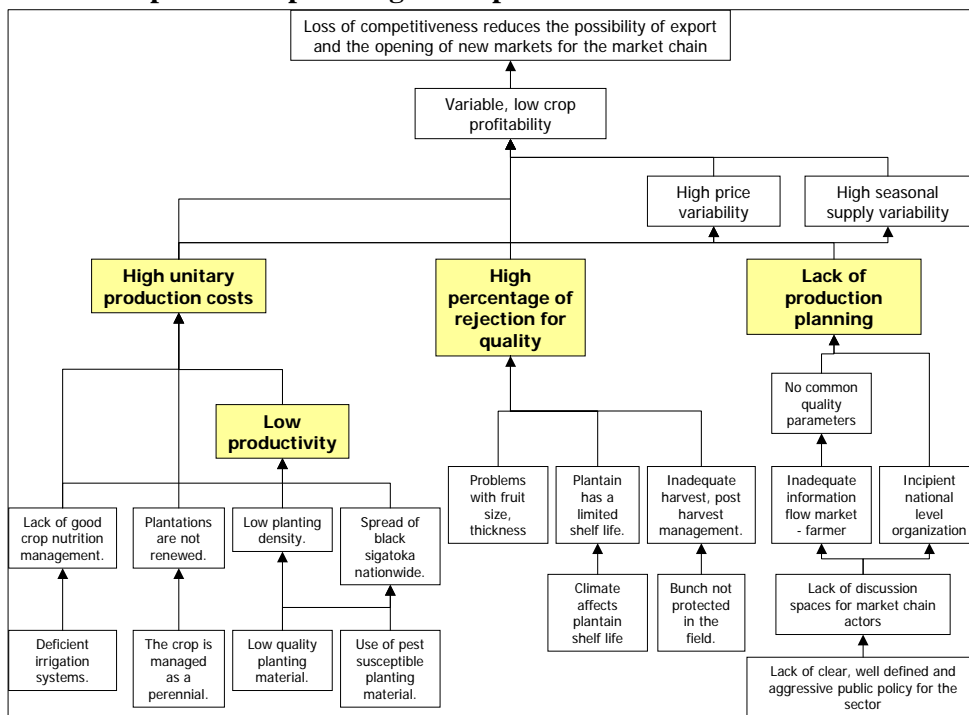 Loss of competitiveness reduces the possibility of export
and the opening of new markets for the market chain
Variable, low crop
profitability
High price
variability
High seasonal
supply variability
High unitary
production costs
High
percentage of
rejection for
quality
Lack of
production
planning
No common
quality
parameters
Low
productivity
Problems
with fruit
size,
thickness
Plantain
has a
limited
shelf life.
Inadequate
harvest, post
harvest
management.
Inadequate
information
flow market
- farmer
Incipient
national
level
organization
Lack of good
crop nutrition
management.
Plantations
are not
renewed.
Low planting
density.
Spread of
black
sigatoka
nationwide.
Climate
affects
plantain
shelf life
Bunch not
protected
in the
field.
Lack of discussion
spaces for market chain
actors
Deficient
irrigation
systems.
The crop is
managed
as a
perennial.
Low quality
planting
material.
Use of pest
susceptible
planting
material.
Lack of clear, well defined and
aggressive public policy for the
sector